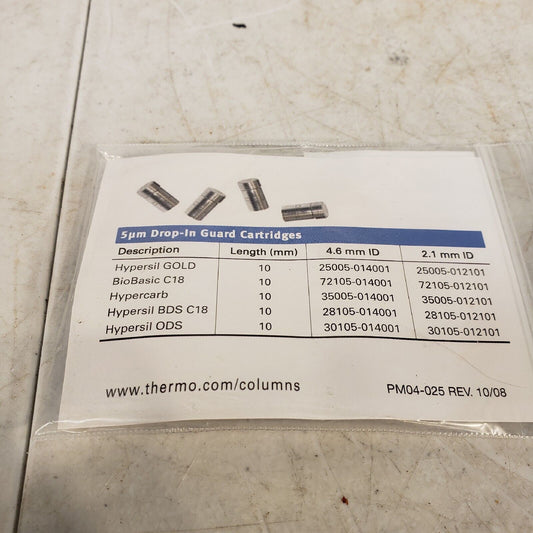 5µm Drop-In Guard Cartridges
Description Length (mm) 4.6 mm ID 2.1 mm ID
Hypersil GOLD 10 25005-014001 25005-012101
BioBasic C18 10 72105-014001 72105-012101
Hypercarb 10 35005-014001 35005-012101
Hypersil BDS C18 10 28105-014001 28105-012101
Hypersil ODS 10 30105-014001 30105-012101
www.thermo.com/columns PM04-025 REV. 10/08